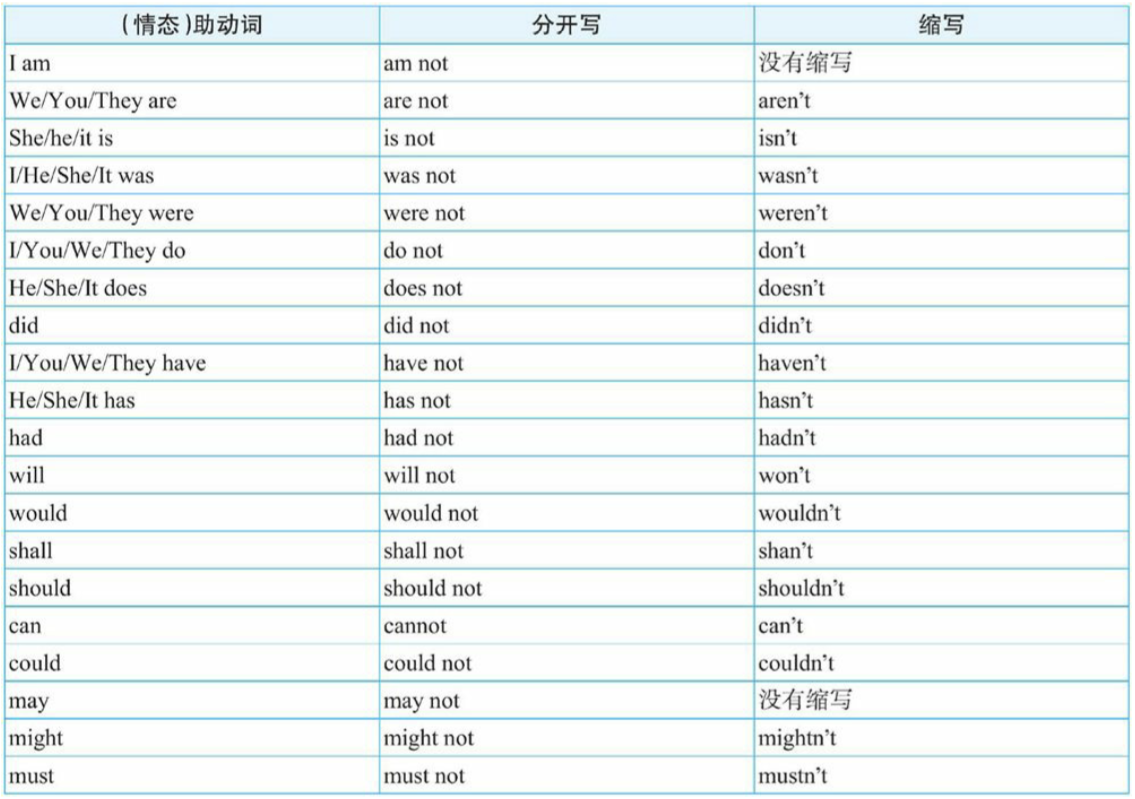 (情态)助动词 分开写 缩写
I am am not 没有缩写
We/You/They are are not aren't
She/he/it is is not isn't
I/He/She/It was was not wasn't
We/You/They were were not weren't
I/You/We/They do do not don't
He/She/It does does not doesn't
did did not didn't
I/You/We/They have have not haven't
He/She/It has has not hasn't
had had not hadn't
will will not won't
would would not wouldn't
shall shall not shan't
should should not shouldn't
can cannot can't
could could not couldn't
may may not 没有缩写
might might not mightn't
must must not mustn't